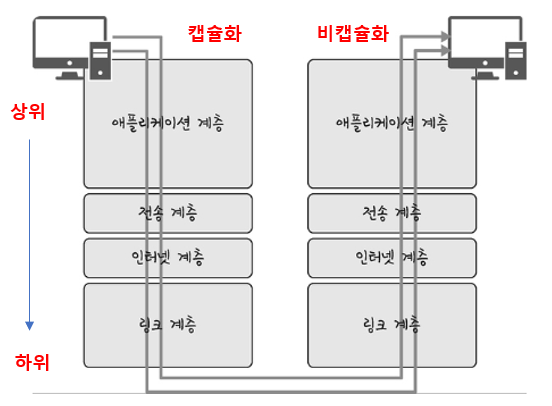 캡슐화
비캡슐화
상위
애플리케이션 계층
애플리케이션 계층
전송 계층
전송 계층
인터넷 계층
인터넷 계층
링크 계층
링크 계층
하위